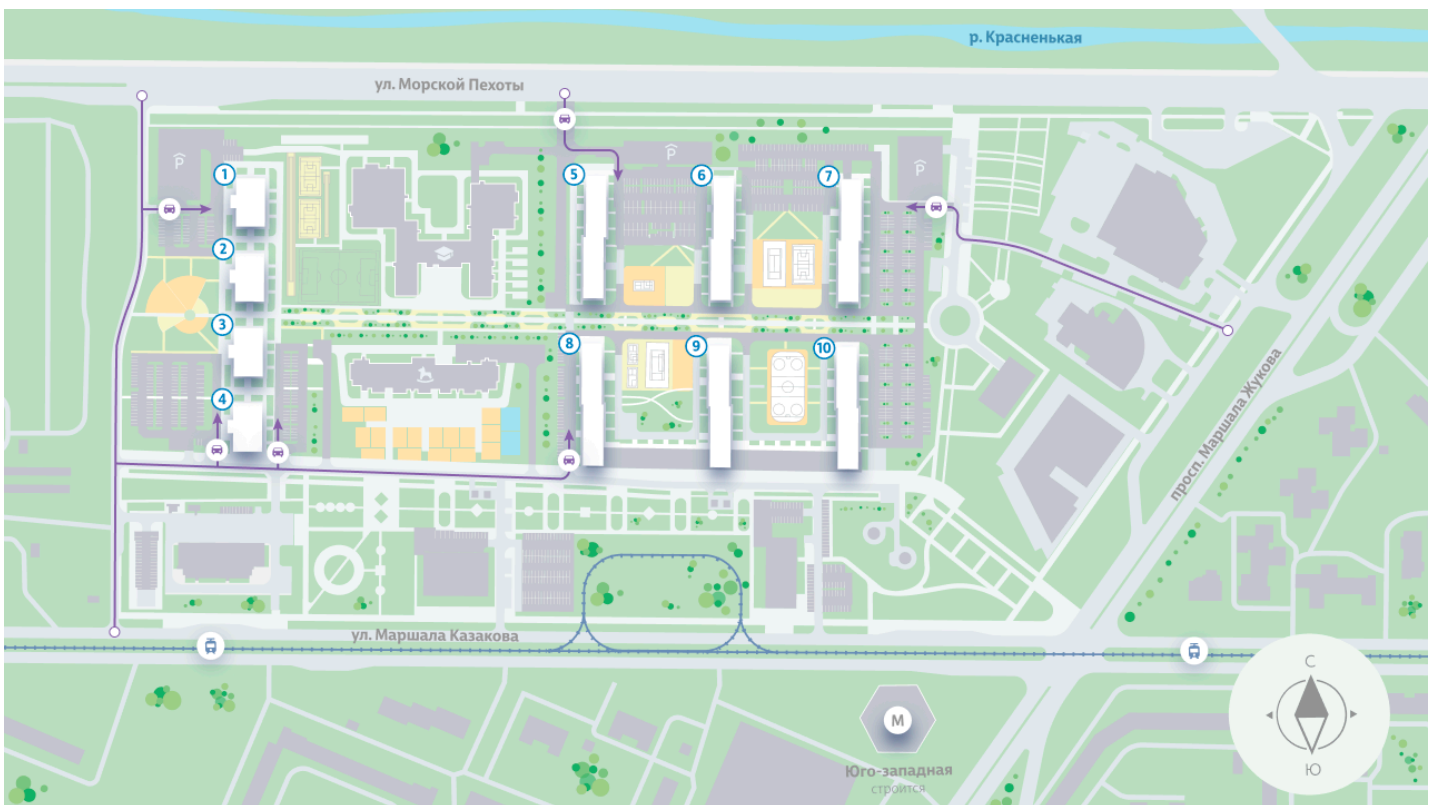 р. Красненькая
ул. Морской Пехоты
P
P
P
1
5
6
7
2
3
8
9
10
4
просп. Маршала Жукова
ул. Маршала Казакова
С
М
Юго-западная
строится
Ю